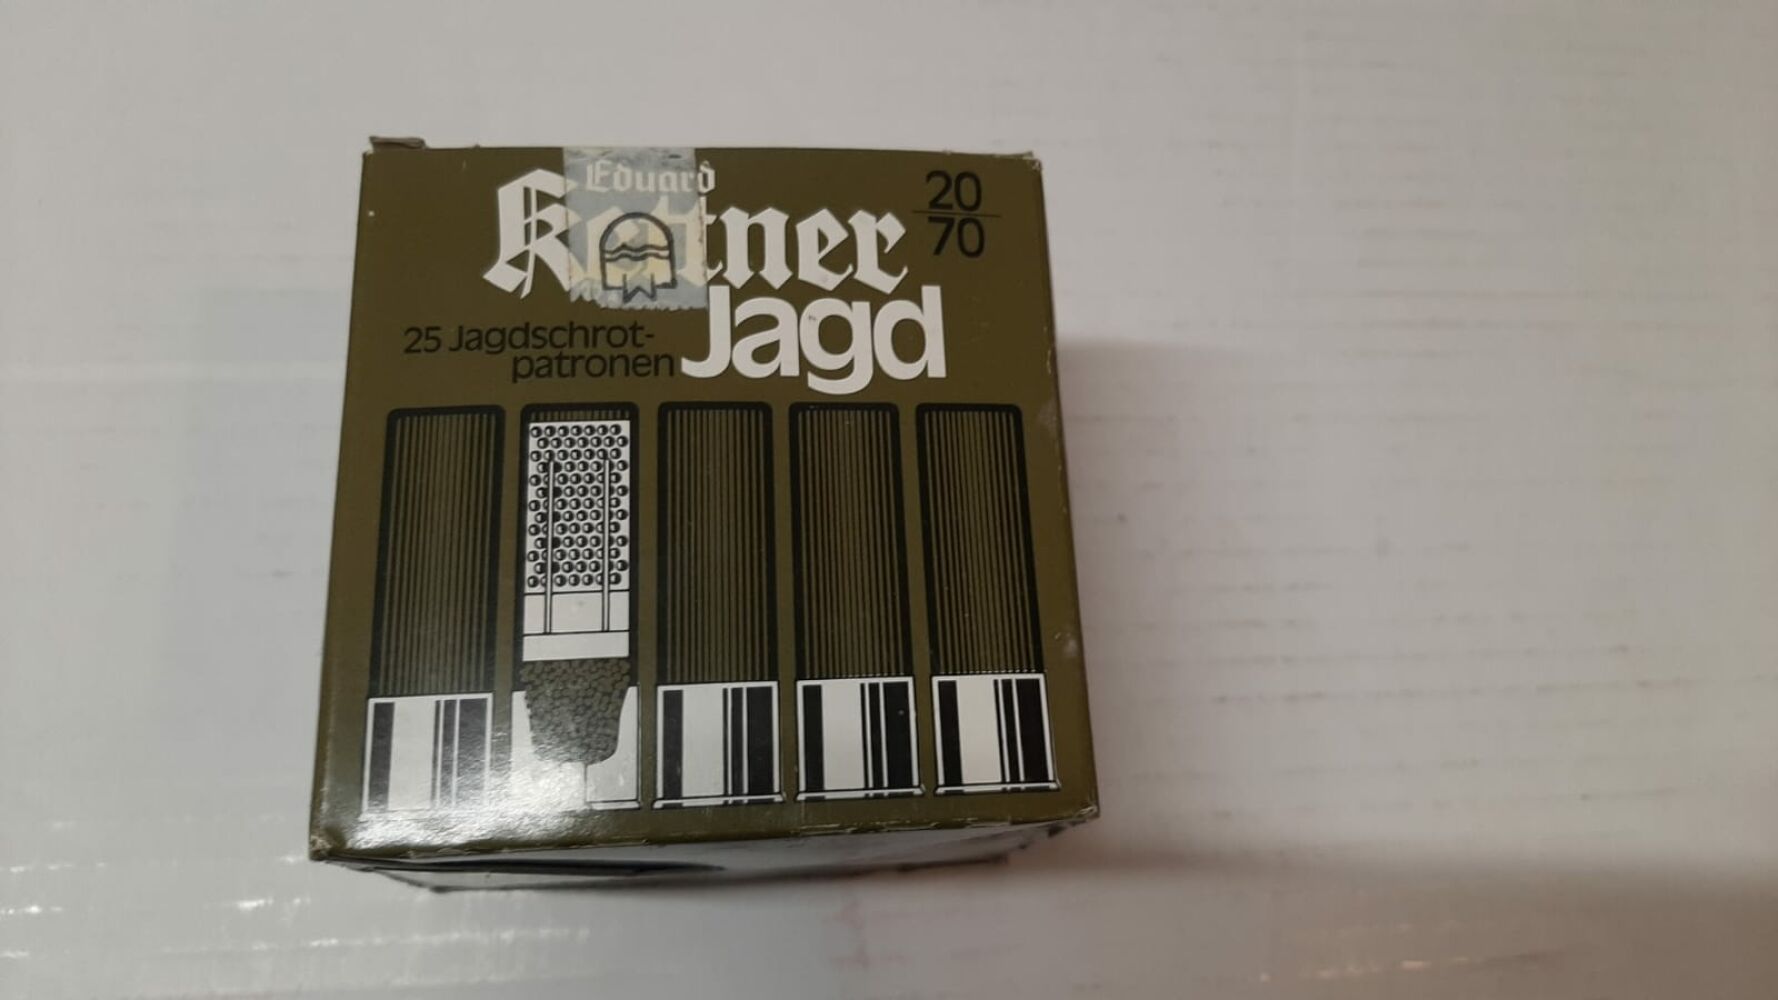 Eduard
Kettner
20
70
Jagd
25 Jagdschrot-
patronen